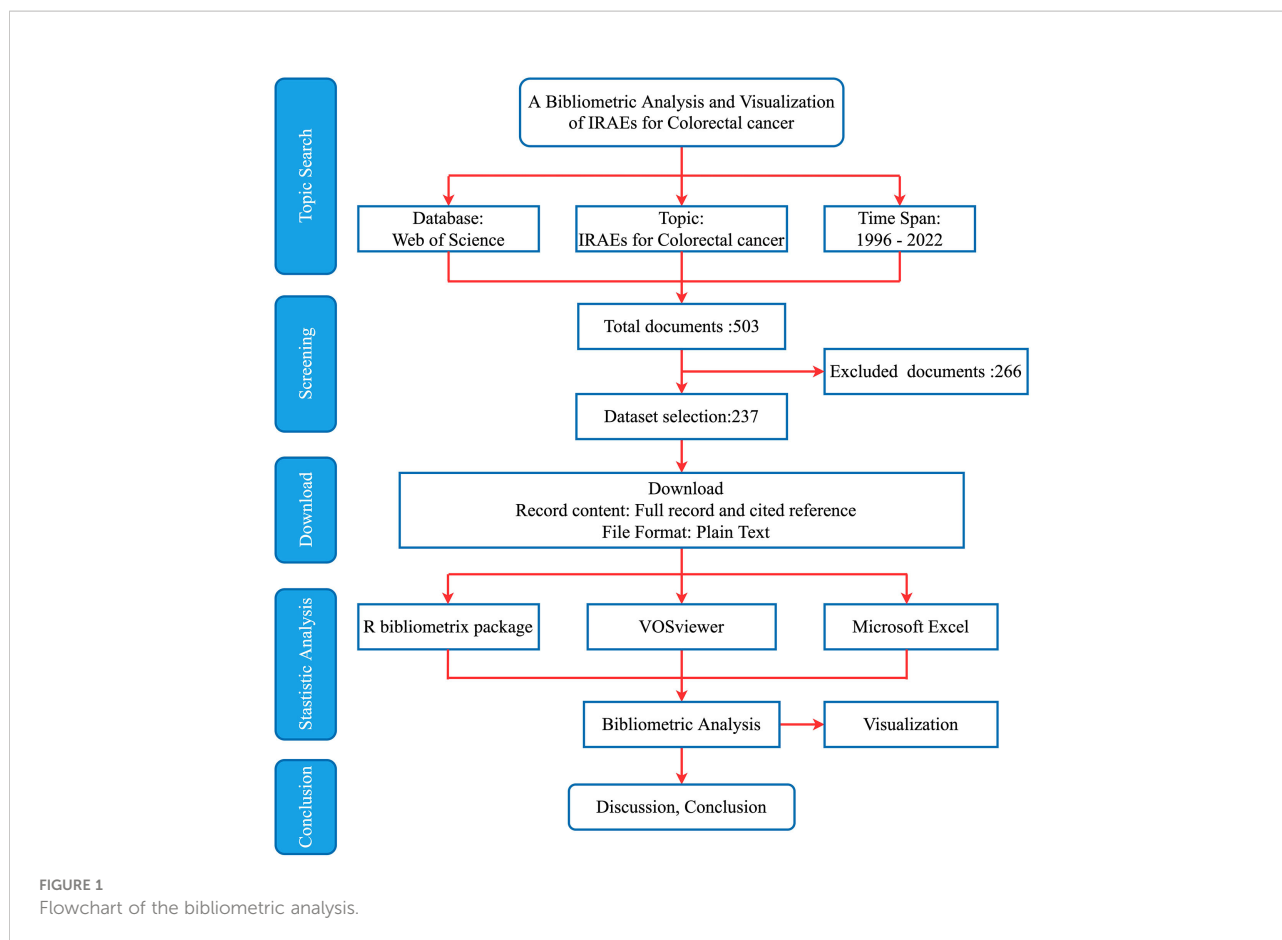 Topic Search
A Bibliometric Analysis and Visualization
of IRAEs for Colorectal cancer
Database:
Web of Science
Topic:
IRAEs for Colorectal cancer
Time Span:
1996 - 2022
Screening
Total documents :503
Excluded documents :266
Dataset selection:237
Download
Download
Record content: Full record and cited reference
File Format: Plain Text
Stastistic Analysis
R bibliometrix package
VOSviewer
Microsoft Excel
Bibliometric Analysis
Visualization
Conclusion
Discussion, Conclusion
FIGURE 1
Flowchart of the bibliometric analysis.